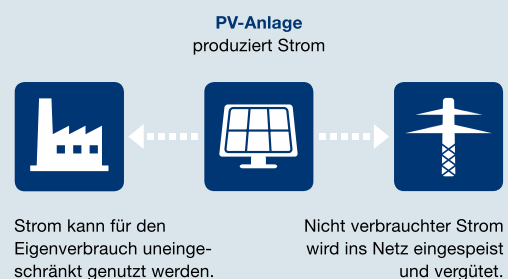 PV-Anlage
produziert Strom
Strom kann für den
Eigenverbrauch uneinge-
schränkt genutzt werden.
Nicht verbrauchter Strom
wird ins Netz eingespeist
und vergütet.